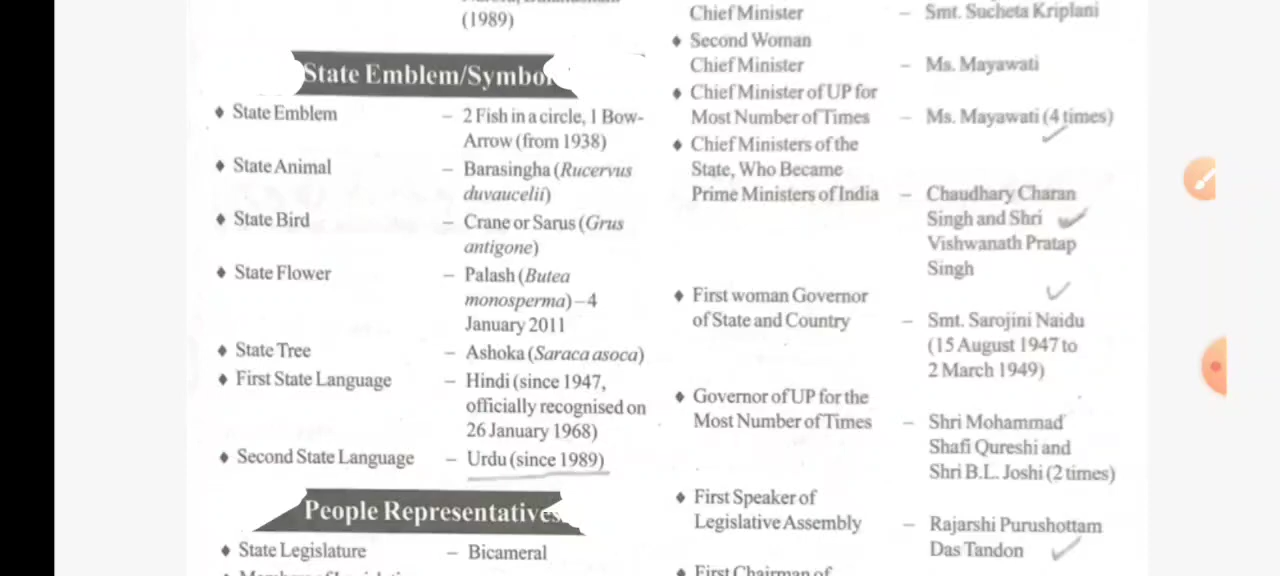 (1989)
State Emblem/Symbol
♦ State Emblem – 2 Fish in a circle, 1 Bow-
Arrow (from 1938)
♦ State Animal – Barasingha (Rucervus
duvaucelii)
♦ State Bird – Crane or Sarus (Grus
antigone)
♦ State Flower – Palash (Butea
monosperma)–4
January 2011
♦ State Tree – Ashoka (Saraca asoca)
♦ First State Language – Hindi (since 1947,
officially recognised on
26 January 1968)
♦ Second State Language – Urdu (since 1989)
People Representatives
♦ State Legislature – Bicameral
Chief Minister – Smt. Sucheta Kriplani
♦ Second Woman
Chief Minister – Ms. Mayawati
♦ Chief Minister of UP for
Most Number of Times – Ms. Mayawati (4 times)
♦ Chief Ministers of the
State, Who Became
Prime Ministers of India – Chaudhary Charan
Singh and Shri
Vishwanath Pratap
Singh
♦ First woman Governor
of State and Country – Smt. Sarojini Naidu
(15 August 1947 to
2 March 1949)
♦ Governor of UP for the
Most Number of Times – Shri Mohammad
Shafi Qureshi and
Shri B.L. Joshi (2 times)
♦ First Speaker of
Legislative Assembly – Rajarshi Purushottam
Das Tandon
♦ First Chairman of